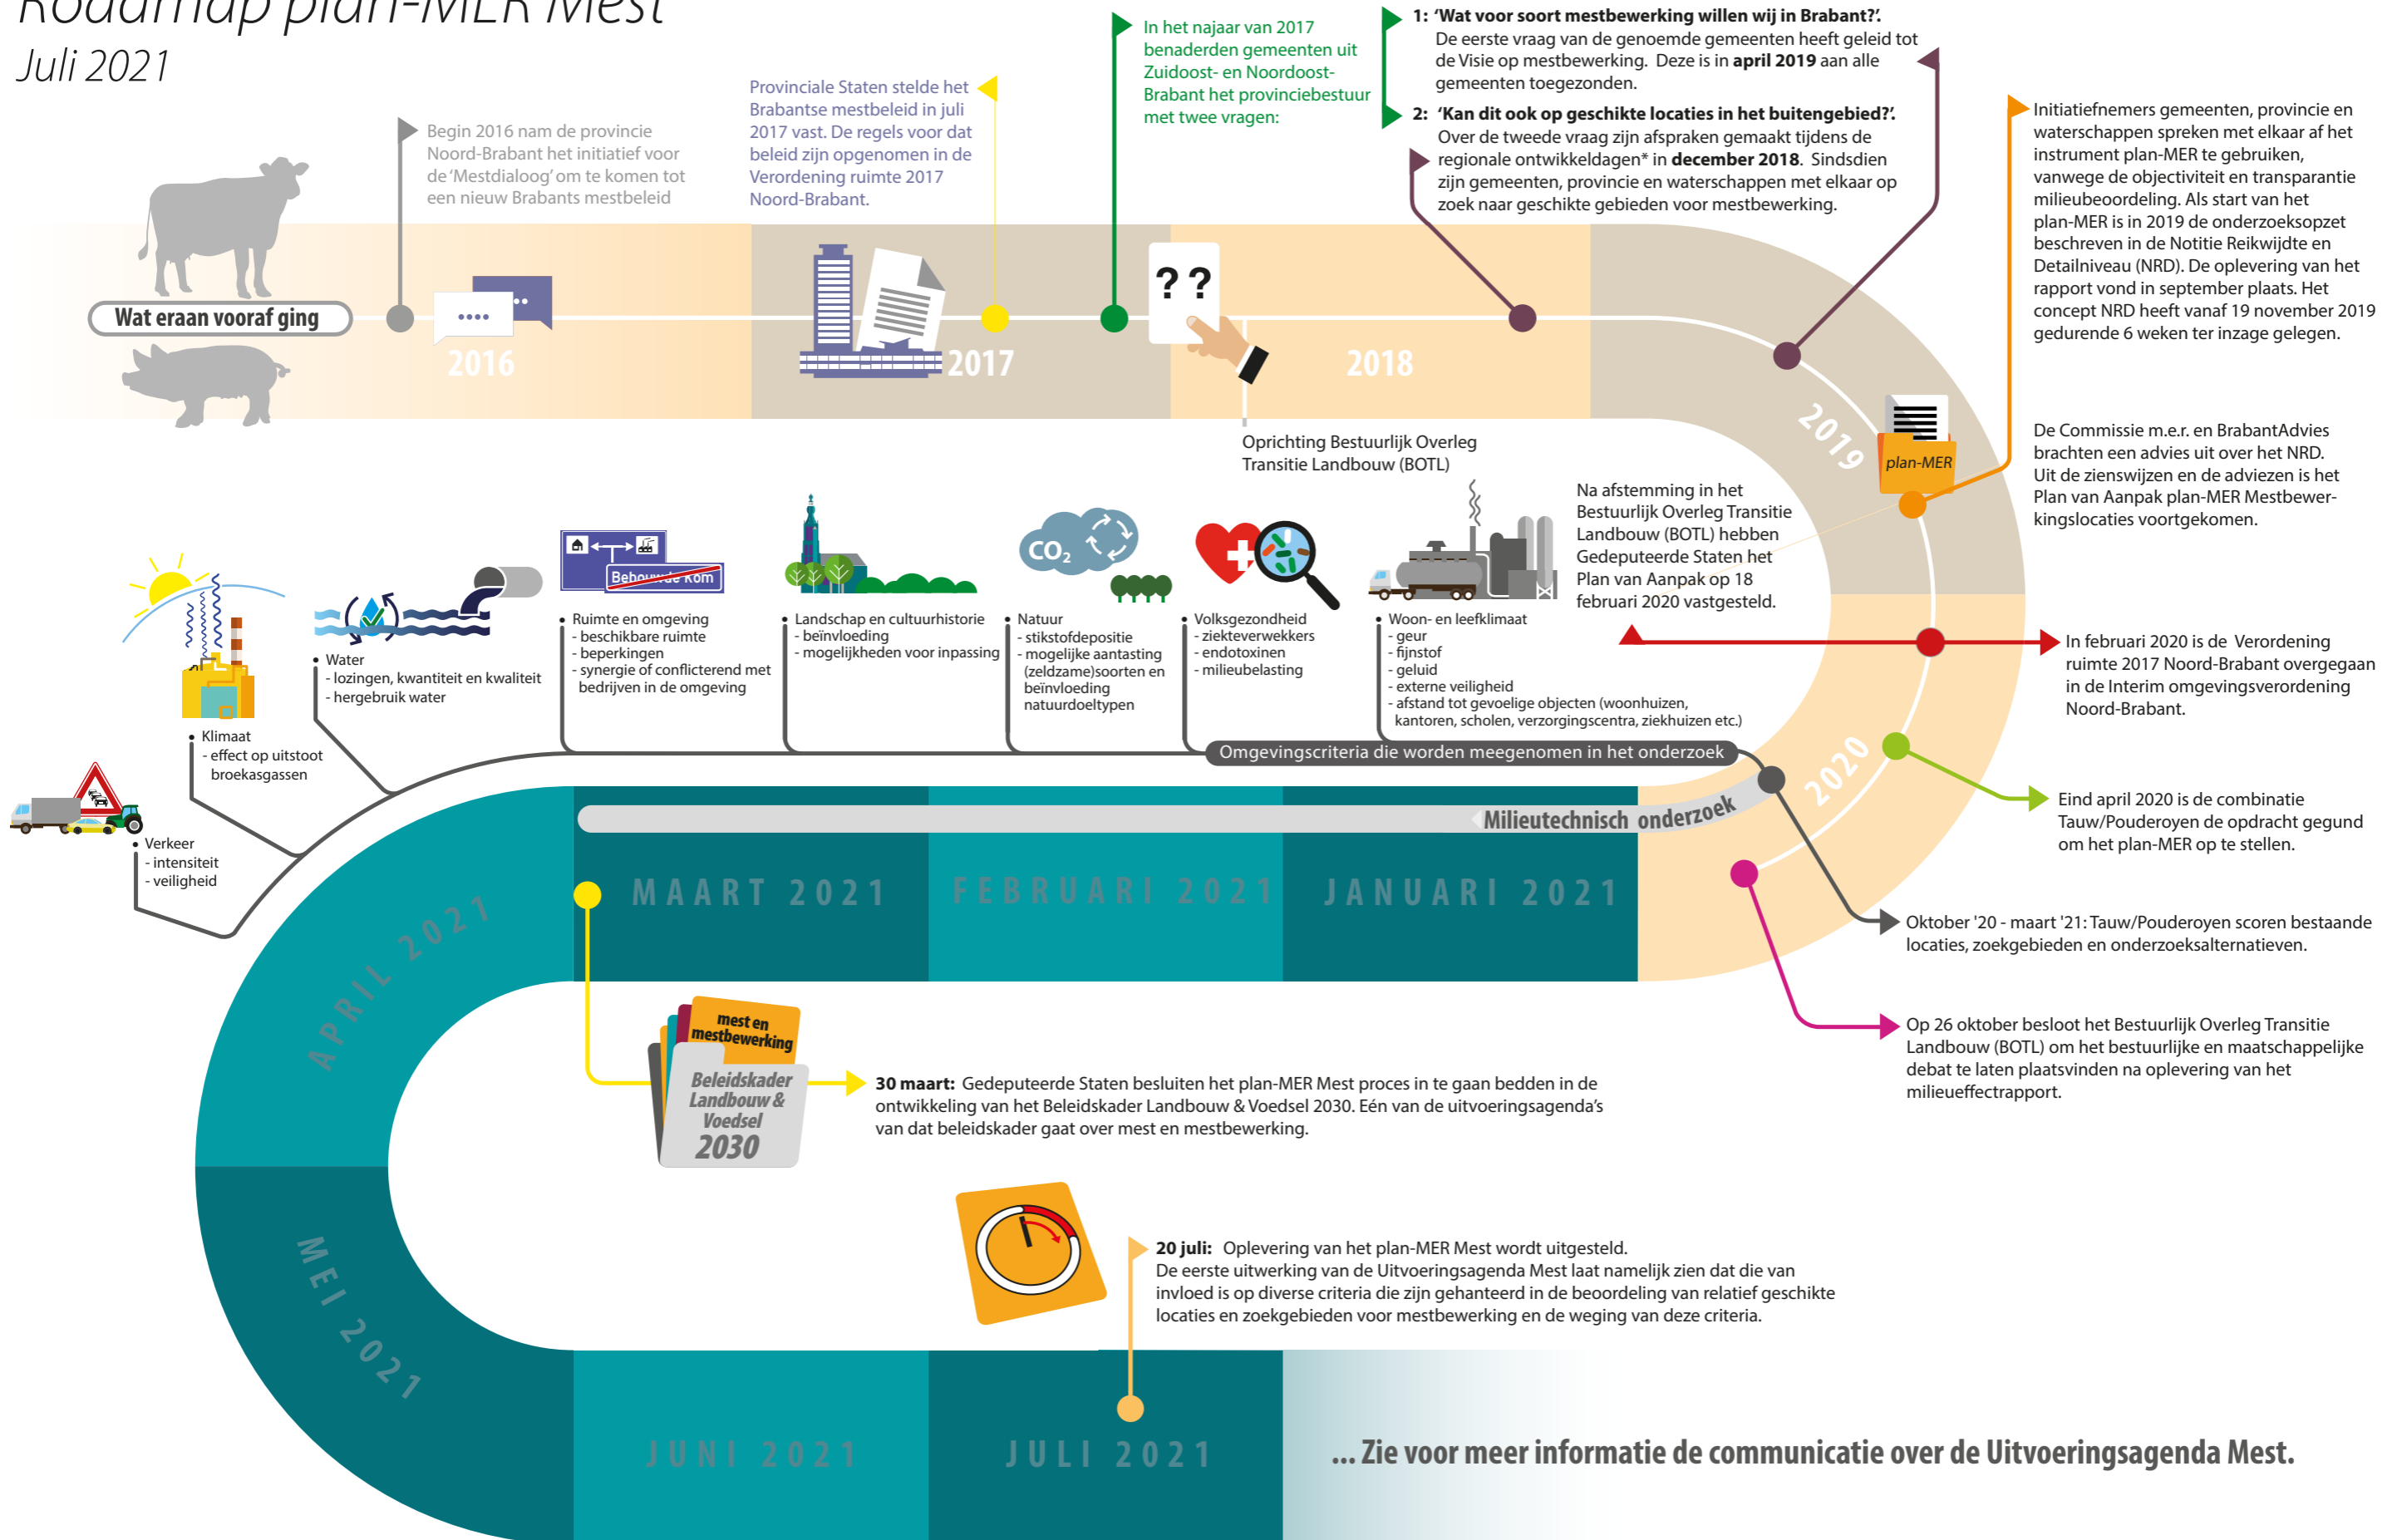 Roadmap plan-MER Mest
Juli 2021
Begin 2016 nam de provincie
Noord-Brabant het initiatief voor
de ‘Mestdialoog’ om te komen tot
een nieuw Brabants mestbeleid
Provinciale Staten stelde het
Brabantse mestbeleid in juli
2017 vast. De regels voor dat
beleid zijn opgenomen in de
Verordening ruimte 2017
Noord-Brabant.
In het najaar van 2017
benaderden gemeenten uit
Zuidoost- en Noordoost-
Brabant het provinciebestuur
met twee vragen:
1: ‘Wat voor soort mestbewerking willen wij in Brabant?’.
De eerste vraag van de genoemde gemeenten heeft geleid tot
de Visie op mestbewerking. Deze is in april 2019 aan alle
gemeenten toegezonden.
2: ‘Kan dit ook op geschikte locaties in het buitengebied?’.
Over de tweede vraag zijn afspraken gemaakt tijdens de
regionale ontwikkeldagen* in december 2018. Sindsdien
zijn gemeenten, provincie en waterschappen met elkaar op
zoek naar geschikte gebieden voor mestbewerking.
Initiatiefnemers gemeenten, provincie en
waterschappen spreken met elkaar af het
instrument plan-MER te gebruiken,
vanwege de objectiviteit en transparantie
milieubeoordeling. Als start van het
plan-MER is in 2019 de onderzoeksopzet
beschreven in de Notitie Reikwijdte en
Detailniveau (NRD). De oplevering van het
rapport vond in september plaats. Het
concept NRD heeft vanaf 19 november 2019
gedurende 6 weken ter inzage gelegen.
De Commissie m.e.r. en BrabantAdvies
brachten een advies uit over het NRD.
Uit de zienswijzen en de adviezen is het
Plan van Aanpak plan-MER Mestbewer-
kingslocaties voortgekomen.
Wat eraan vooraf ging
2016
2017
? ?
2018
2019
plan-MER
Oprichting Bestuurlijk Overleg
Transitie Landbouw (BOTL)
Na afstemming in het
Bestuurlijk Overleg Transitie
Landbouw (BOTL) hebben
Gedeputeerde Staten het
Plan van Aanpak op 18
februari 2020 vastgesteld.
In februari 2020 is de Verordening
ruimte 2017 Noord-Brabant overgegaan
in de Interim omgevingsverordening
Noord-Brabant.
2020
Eind april 2020 is de combinatie
Tauw/Pouderoyen de opdracht gegund
om het plan-MER op te stellen.
Oktober '20 - maart '21: Tauw/Pouderoyen scoren bestaande
locaties, zoekgebieden en onderzoeksalternatieven.
Op 26 oktober besloot het Bestuurlijk Overleg Transitie
Landbouw (BOTL) om het bestuurlijke en maatschappelijke
debat te laten plaatsvinden na oplevering van het
milieueffectrapport.
Omgevingscriteria die worden meegenomen in het onderzoek
• Woon- en leefklimaat
- geur
- fijnstof
- geluid
- externe veiligheid
- afstand tot gevoelige objecten (woonhuizen,
kantoren, scholen, verzorgingscentra, ziekhuizen etc.)
• Volksgezondheid
- ziekteverwekkers
- endotoxinen
- milieubelasting
CO2
• Natuur
- stikstofdepositie
- mogelijke aantasting
(zeldzame)soorten en
beïnvloeding
natuurdoeltypen
• Landschap en cultuurhistorie
- beïnvloeding
- mogelijkheden voor inpassing
Bebouwde Kom
• Ruimte en omgeving
- beschikbare ruimte
- beperkingen
- synergie of conflicterend met
bedrijven in de omgeving
• Water
- lozingen, kwantiteit en kwaliteit
- hergebruik water
• Klimaat
- effect op uitstoot
broekasgassen
• Verkeer
- intensiteit
- veiligheid
Milieutechnisch onderzoek
JANUARI 2021
FEBRUARI 2021
MAART 2021
APRIL 2021
mest en
mestbewerking
Beleidskader
Landbouw &
Voedsel
2030
30 maart: Gedeputeerde Staten besluiten het plan-MER Mest proces in te gaan bedden in de
ontwikkeling van het Beleidskader Landbouw & Voedsel 2030. Eén van de uitvoeringsagenda’s
van dat beleidskader gaat over mest en mestbewerking.
MEI 2021
20 juli: Oplevering van het plan-MER Mest wordt uitgesteld.
De eerste uitwerking van de Uitvoeringsagenda Mest laat namelijk zien dat die van
invloed is op diverse criteria die zijn gehanteerd in de beoordeling van relatief geschikte
locaties en zoekgebieden voor mestbewerking en de weging van deze criteria.
JUNI 2021
JULI 2021
... Zie voor meer informatie de communicatie over de Uitvoeringsagenda Mest.